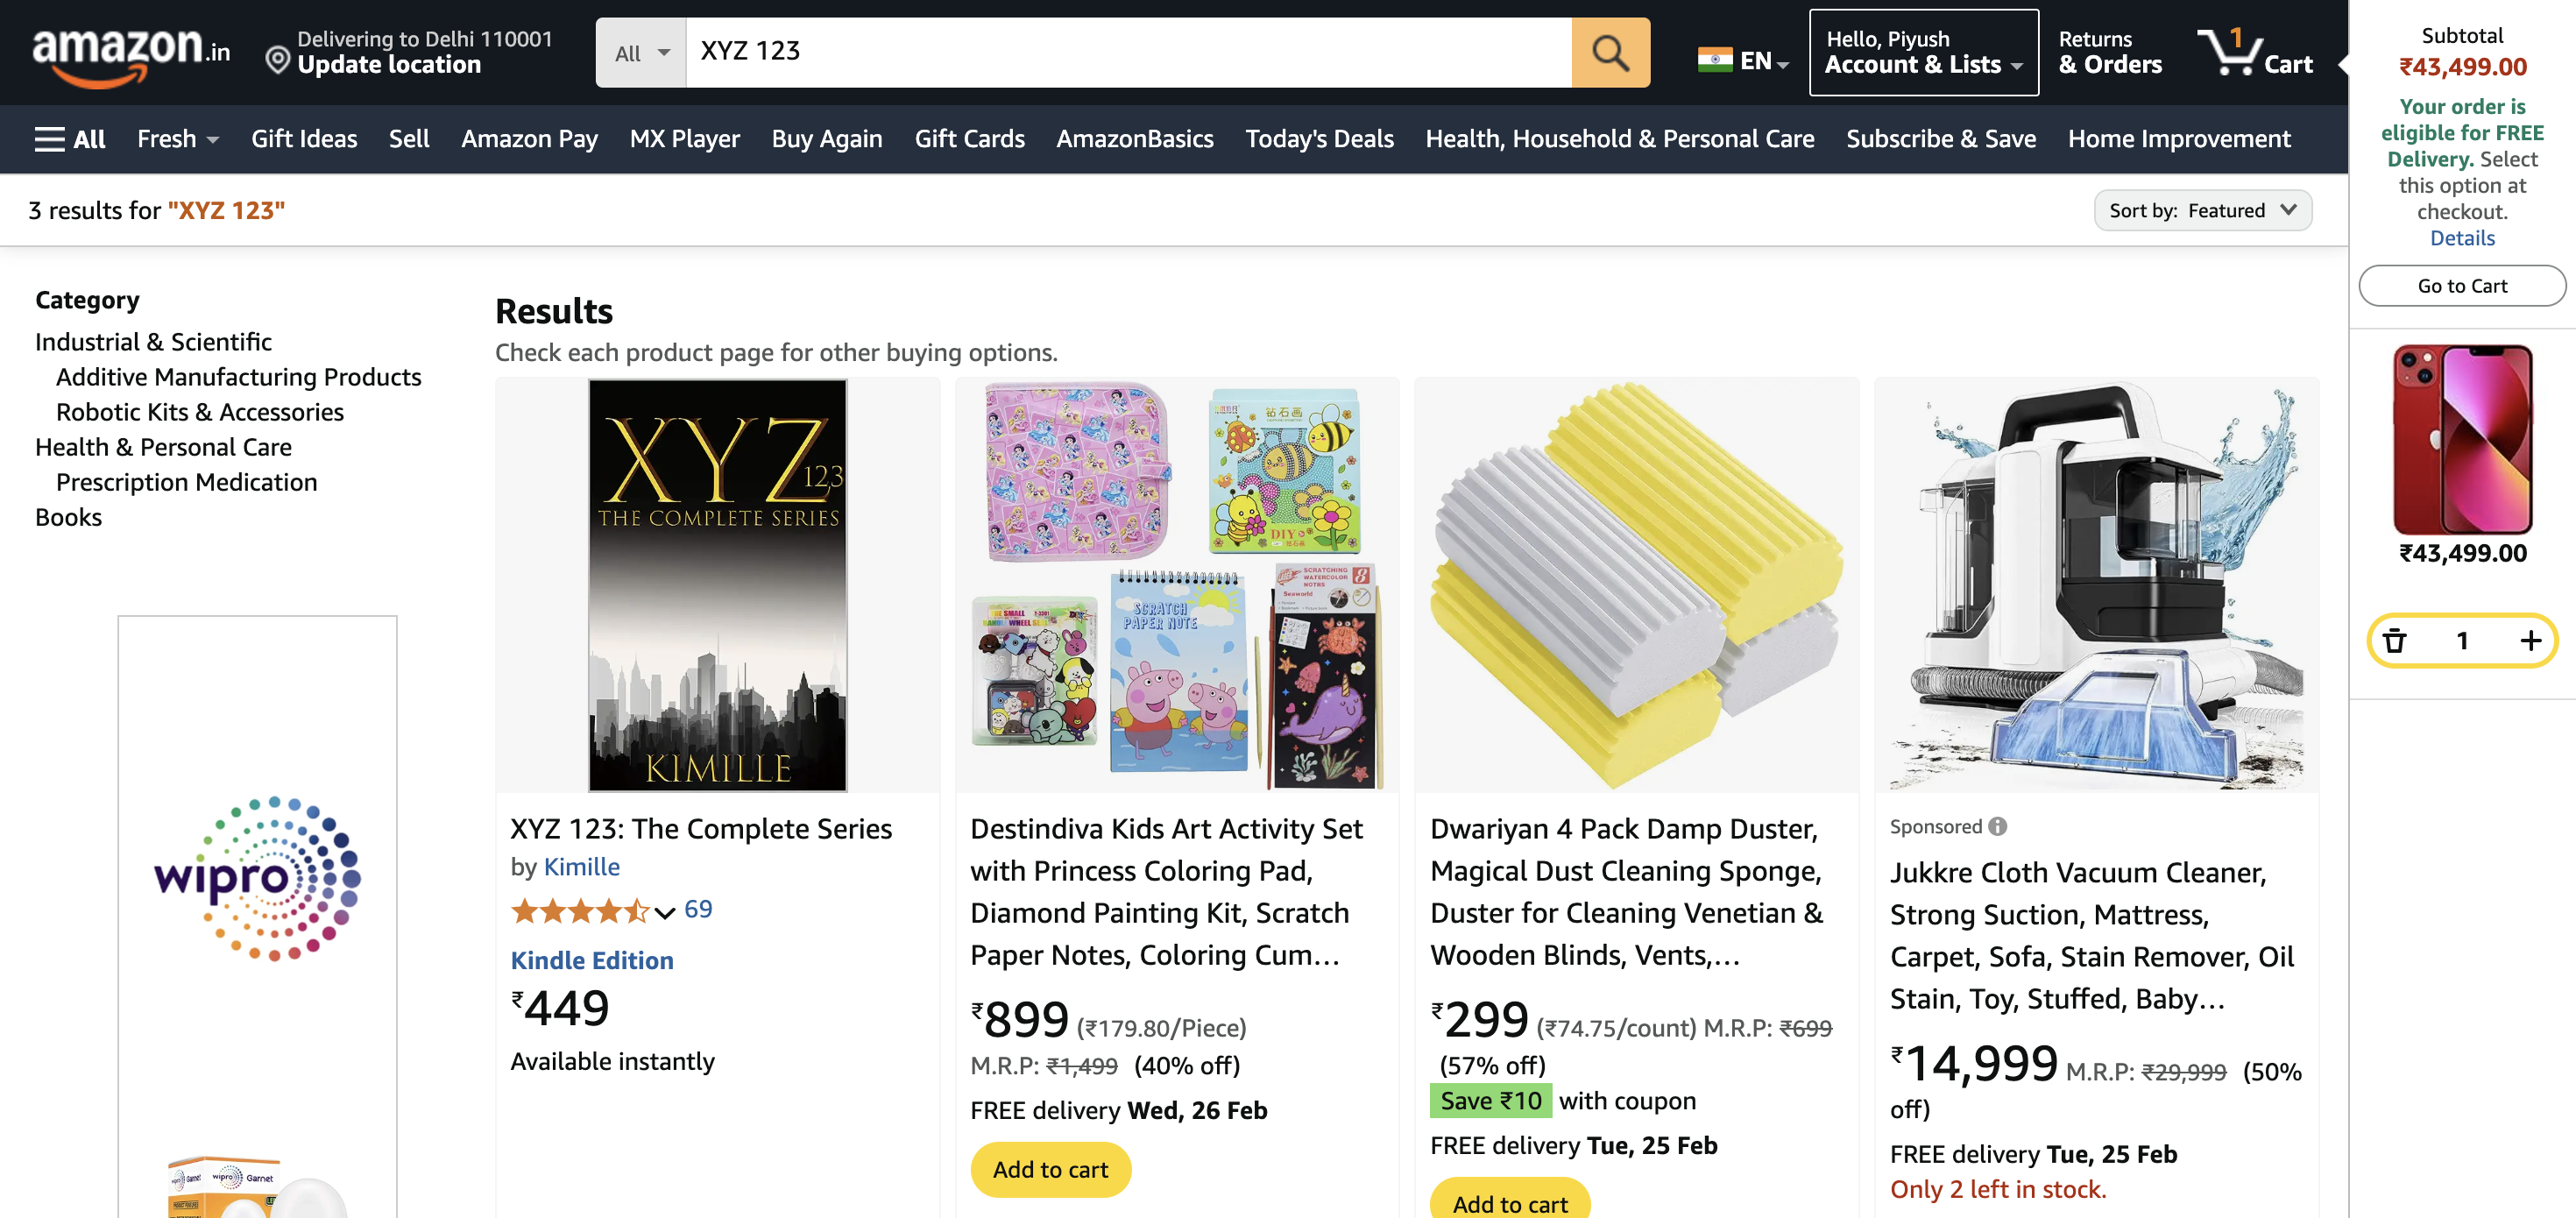 amazon.in
Delivering to Delhi 110001
Update location
All
XYZ 123
EN
Hello, Piyush
Account & Lists
Returns
& Orders
1
Cart
All
Fresh
Gift Ideas
Sell
Amazon Pay
MX Player
Buy Again
Gift Cards
AmazonBasics
Today's Deals
Health, Household & Personal Care
Subscribe & Save
Home Improvement
3 results for "XYZ 123"
Sort by: Featured
Category
Industrial & Scientific
Additive Manufacturing Products
Robotic Kits & Accessories
Health & Personal Care
Prescription Medication
Books
wipro
wipro Garnet
Results
Check each product page for other buying options.
XYZ 123
THE COMPLETE SERIES
KIMILLE
XYZ 123: The Complete Series
by Kimille
69
Kindle Edition
₹449
Available instantly
钻石画
DIY
SCRATCH
PAPER NOTE
SCRATCHING
WATERCOLOR
NOTES
8
Seaworld
Destindiva Kids Art Activity Set
with Princess Coloring Pad,
Diamond Painting Kit, Scratch
Paper Notes, Coloring Cum…
₹899 (₹179.80/Piece)
M.R.P: ₹1,499 (40% off)
FREE delivery Wed, 26 Feb
Add to cart
Dwariyan 4 Pack Damp Duster,
Magical Dust Cleaning Sponge,
Duster for Cleaning Venetian &
Wooden Blinds, Vents,…
₹299 (₹74.75/count) M.R.P: ₹699
(57% off)
Save ₹10 with coupon
FREE delivery Tue, 25 Feb
Add to cart
Sponsored
Jukkre Cloth Vacuum Cleaner,
Strong Suction, Mattress,
Carpet, Sofa, Stain Remover, Oil
Stain, Toy, Stuffed, Baby…
₹14,999 M.R.P: ₹29,999 (50%
off)
FREE delivery Tue, 25 Feb
Only 2 left in stock.
Subtotal
₹43,499.00
Your order is
eligible for FREE
Delivery. Select
this option at
checkout.
Details
Go to Cart
₹43,499.00
1